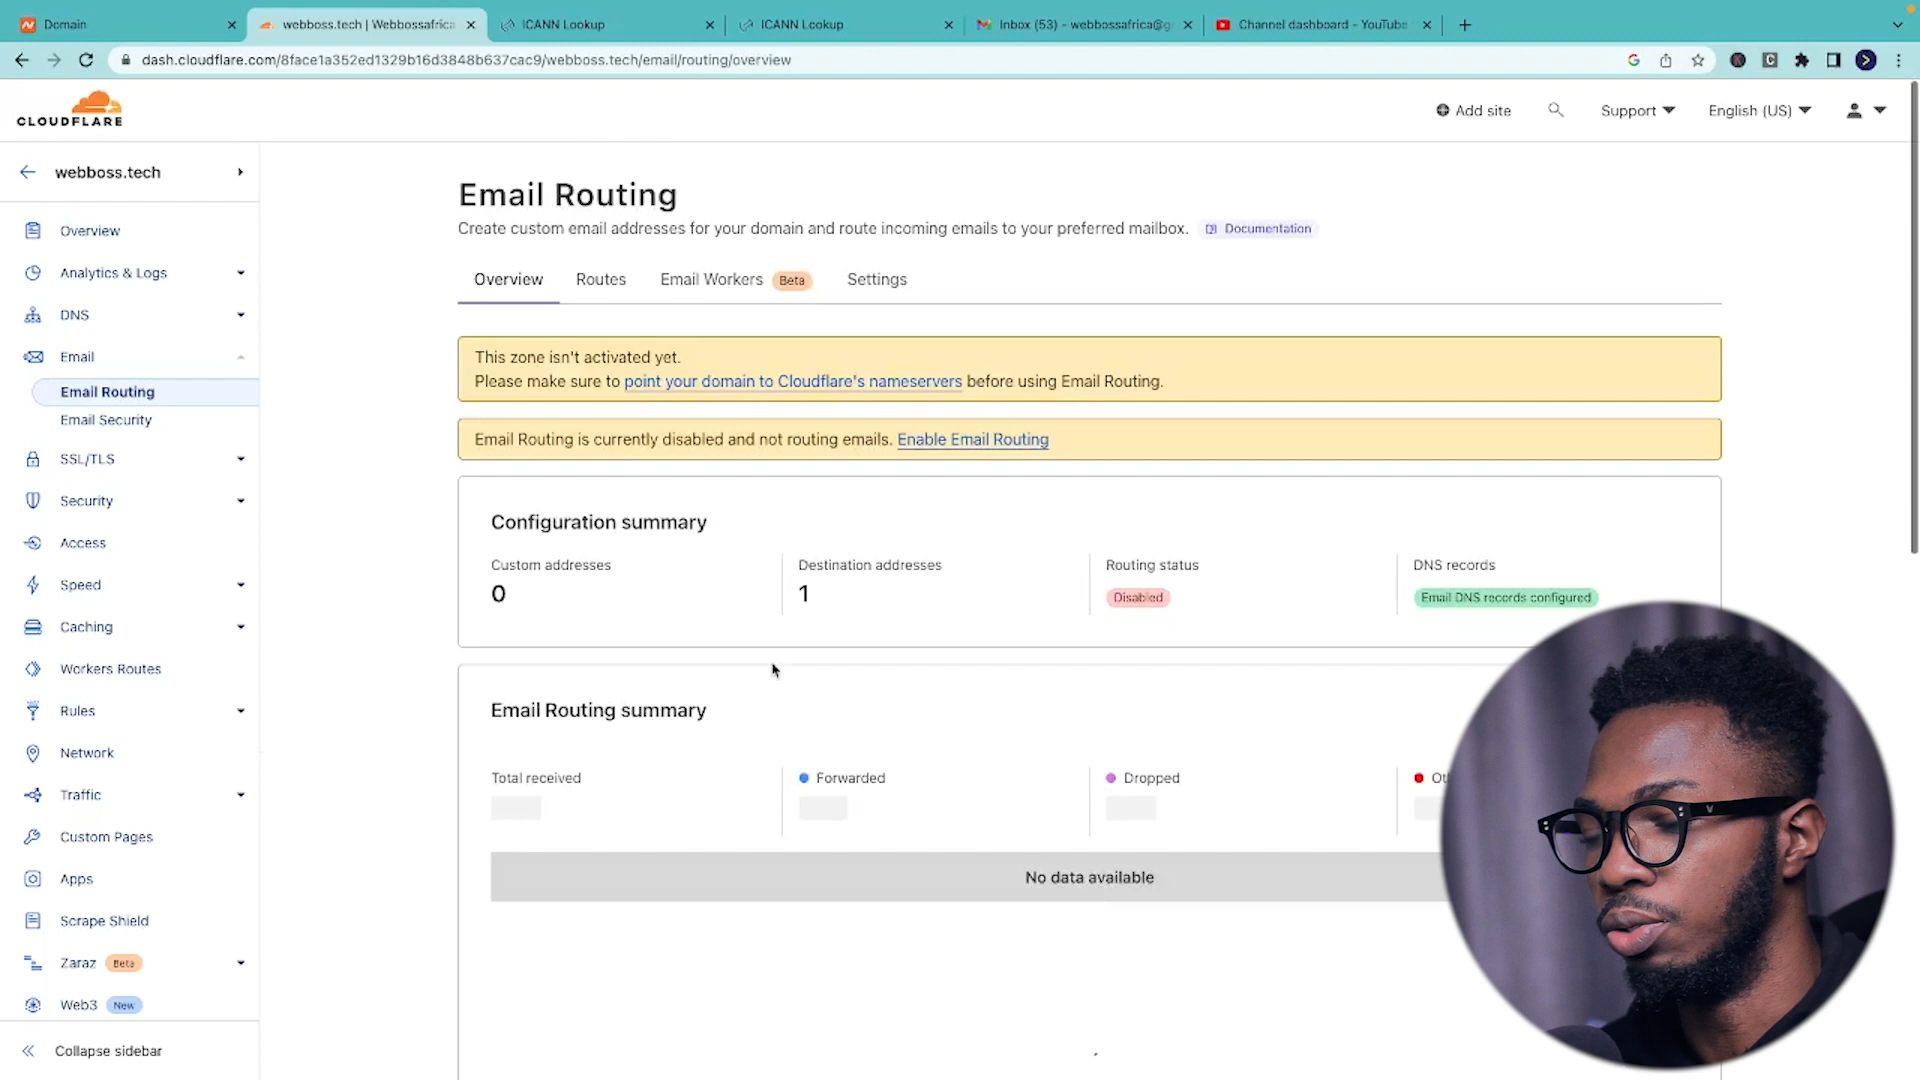 Domain
webboss.tech | Webbossafrica
ICANN Lookup
ICANN Lookup
Inbox (53) - webbossafrica@g
Channel dashboard - YouTube
dash.cloudflare.com/8face1a352ed1329b16d3848b637cac9/webboss.tech/email/routing/overview
CLOUDFLARE
Add site
Support
English (US)
webboss.tech
Overview
Analytics & Logs
DNS
Email
Email Routing
Email Security
SSL/TLS
Security
Access
Speed
Caching
Workers Routes
Rules
Network
Traffic
Custom Pages
Apps
Scrape Shield
Zaraz Beta
Web3 New
Collapse sidebar
Email Routing
Create custom email addresses for your domain and route incoming emails to your preferred mailbox. Documentation
Overview Routes Email Workers Beta Settings
This zone isn't activated yet.
Please make sure to point your domain to Cloudflare's nameservers before using Email Routing.
Email Routing is currently disabled and not routing emails. Enable Email Routing
Configuration summary
Custom addresses
0
Destination addresses
1
Routing status
Disabled
DNS records
Email DNS records configured
Email Routing summary
Total received
Forwarded
Dropped
No data available